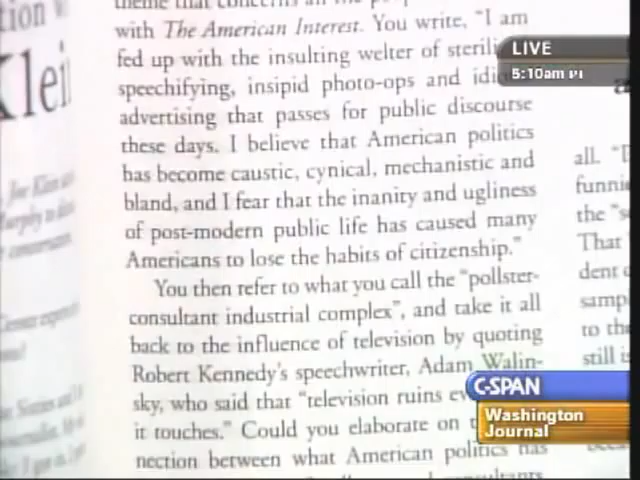 tion
Klei
with The American Interest. You write, "I am
fed up with the insulting welter of
speechifying, insipid photo-ops and
advertising that passes for public discourse
these days. I believe that American politics
has become caustic, cynical, mechanistic and
bland, and I fear that the inanity and ugliness
of post-modern public life has caused many
Americans to lose the habits of citizenship."
You then refer to what you call the "pollster-
consultant industrial complex", and take it all
back to the influence of television by quoting
Robert Kennedy's speechwriter, Adam Walin-
sky, who said that "television ruins
it touches." Could you elaborate on
nection between what American politics has
all.
funni
the
That
dent
samp
to the
still is
LIVE
5:10am PT
C-SPAN
Washington
Journal